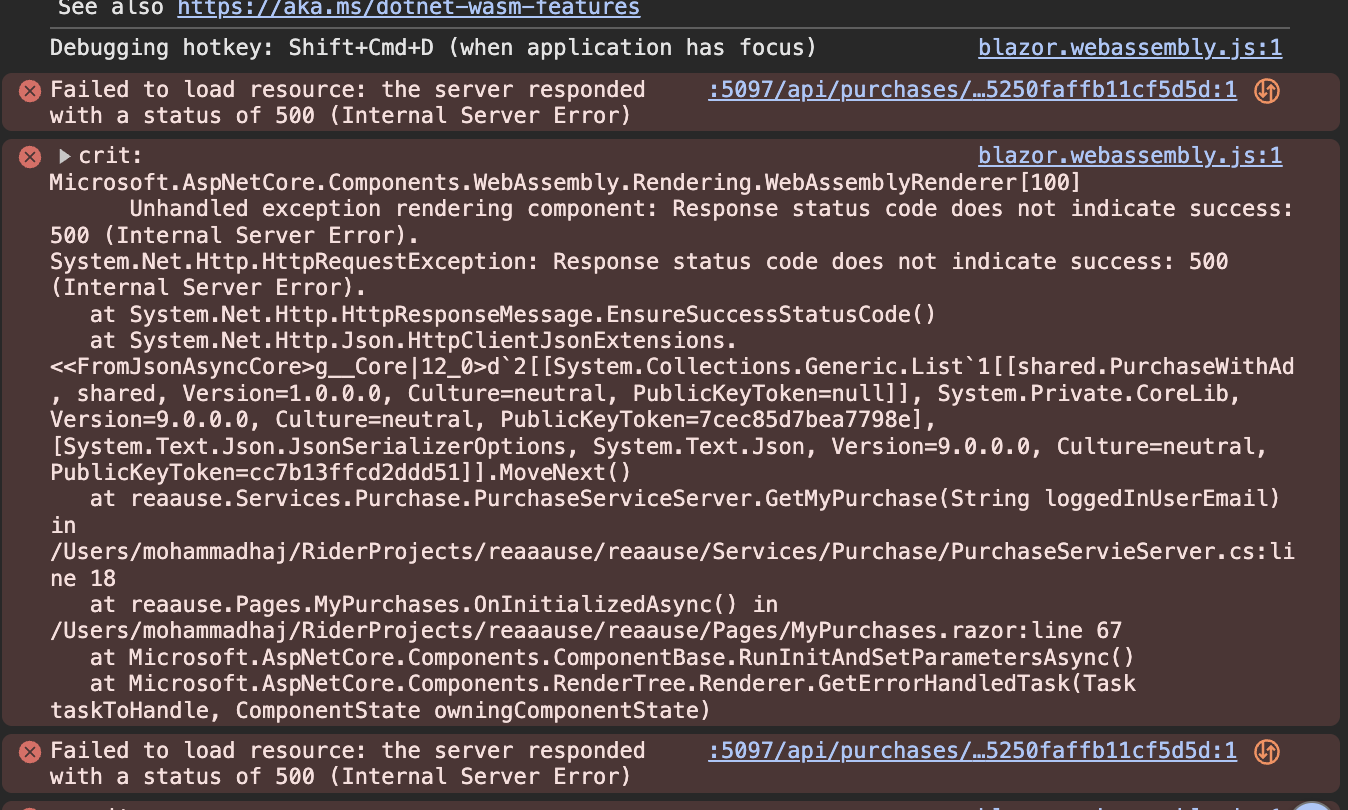 See also https://aka.ms/dotnet-wasm-features
Debugging hotkey: Shift+Cmd+D (when application has focus) blazor.webassembly.js:1
Failed to load resource: the server responded :5097/api/purchases/…5250faffb11cf5d5d:1
with a status of 500 (Internal Server Error)
crit: blazor.webassembly.js:1
Microsoft.AspNetCore.Components.WebAssembly.Rendering.WebAssemblyRenderer[100]
Unhandled exception rendering component: Response status code does not indicate success:
500 (Internal Server Error).
System.Net.Http.HttpRequestException: Response status code does not indicate success: 500
(Internal Server Error).
at System.Net.Http.HttpResponseMessage.EnsureSuccessStatusCode()
at System.Net.Http.Json.HttpClientJsonExtensions.
<<FromJsonAsyncCore>g__Core|12_0>d`2[[System.Collections.Generic.List`1[[shared.PurchaseWithAd
, shared, Version=1.0.0.0, Culture=neutral, PublicKeyToken=null]], System.Private.CoreLib,
Version=9.0.0.0, Culture=neutral, PublicKeyToken=7cec85d7bea7798e],
[System.Text.Json.JsonSerializerOptions, System.Text.Json, Version=9.0.0.0, Culture=neutral,
PublicKeyToken=cc7b13ffcd2ddd51]].MoveNext()
at reaause.Services.Purchase.PurchaseServiceServer.GetMyPurchase(String loggedInUserEmail)
in
/Users/mohammadhaj/RiderProjects/reaaause/reaause/Services/Purchase/PurchaseServieServer.cs:li
ne 18
at reaause.Pages.MyPurchases.OnInitializedAsync() in
/Users/mohammadhaj/RiderProjects/reaaause/reaause/Pages/MyPurchases.razor:line 67
at Microsoft.AspNetCore.Components.ComponentBase.RunInitAndSetParametersAsync()
at Microsoft.AspNetCore.Components.RenderTree.Renderer.GetErrorHandledTask(Task
taskToHandle, ComponentState owningComponentState)
Failed to load resource: the server responded :5097/api/purchases/…5250faffb11cf5d5d:1
with a status of 500 (Internal Server Error)